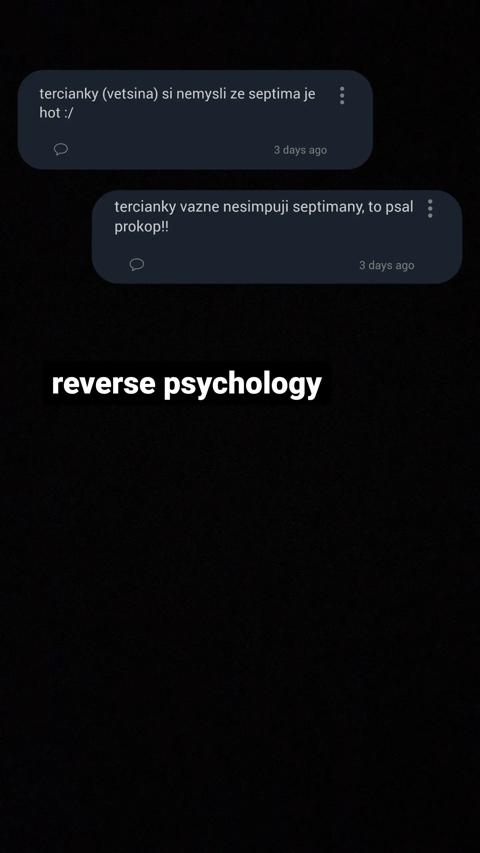 tercianky (vetsina) si nemysli ze septima je
hot :/
3 days ago
tercianky vazne nesimpuji septimany, to psal
prokop!!
3 days ago
reverse psychology